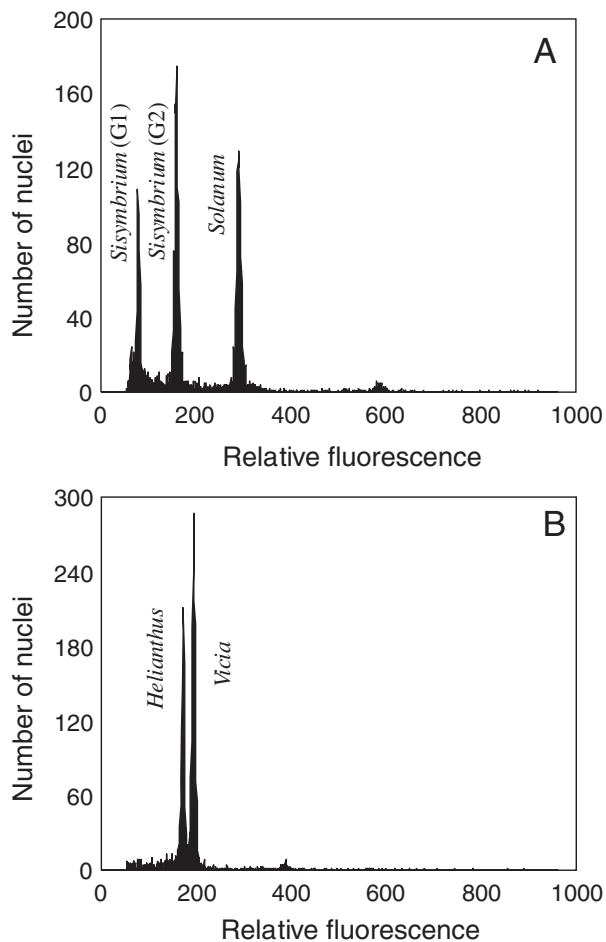 A
200
160
120
80
40
0
Number of nuclei
Sisymbrium (G1)
Sisymbrium (G2)
Solanum
0 200 400 600 800 1000
Relative fluorescence
B
300
240
180
120
60
0
Number of nuclei
Helianthus
Vicia
0 200 400 600 800 1000
Relative fluorescence